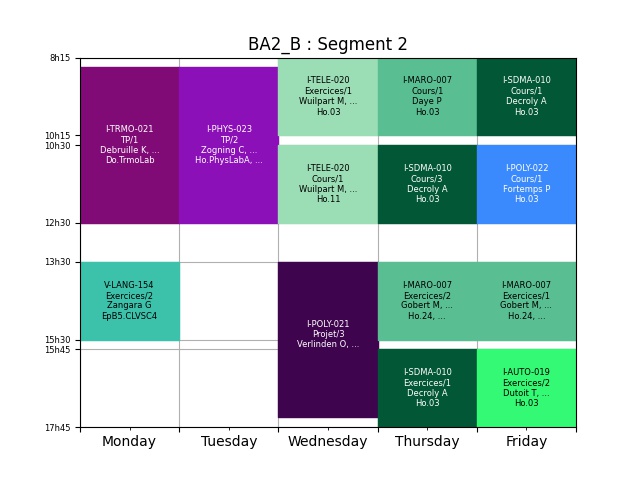 BA2_B : Segment 2
8h15
10h15
10h30
12h30
13h30
15h30
15h45
17h45
I-TRMO-021
TP/1
Debruille K, ...
Do.TrmoLab
V-LANG-154
Exercices/2
Zangara G
EpB5.CLVSC4
I-PHYS-023
TP/2
Zogning C, ...
Ho.PhysLabA, ...
I-TELE-020
Exercices/1
Wuilpart M, ...
Ho.03
I-TELE-020
Cours/1
Wuilpart M, ...
Ho.11
I-POLY-021
Projet/3
Verlinden O, ...
I-MARO-007
Cours/1
Daye P
Ho.03
I-SDMA-010
Cours/3
Decroly A
Ho.03
I-MARO-007
Exercices/2
Gobert M, ...
Ho.24, ...
I-SDMA-010
Exercices/1
Decroly A
Ho.03
I-SDMA-010
Cours/1
Decroly A
Ho.03
I-POLY-022
Cours/1
Fortemps P
Ho.03
I-MARO-007
Exercices/1
Gobert M, ...
Ho.24, ...
I-AUTO-019
Exercices/2
Dutoit T, ...
Ho.03
Monday
Tuesday
Wednesday
Thursday
Friday